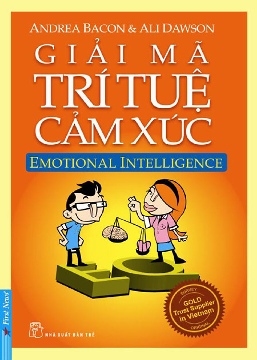 ANDREA BACON & ALI DAWSON
GIẢI MÃ
TRÍ TUỆ
CẢM XÚC
EMOTIONAL INTELLIGENCE
GOLD
Trust Supplier
in Vietnam
First News
NHÀ XUẤT BẢN TRẺ